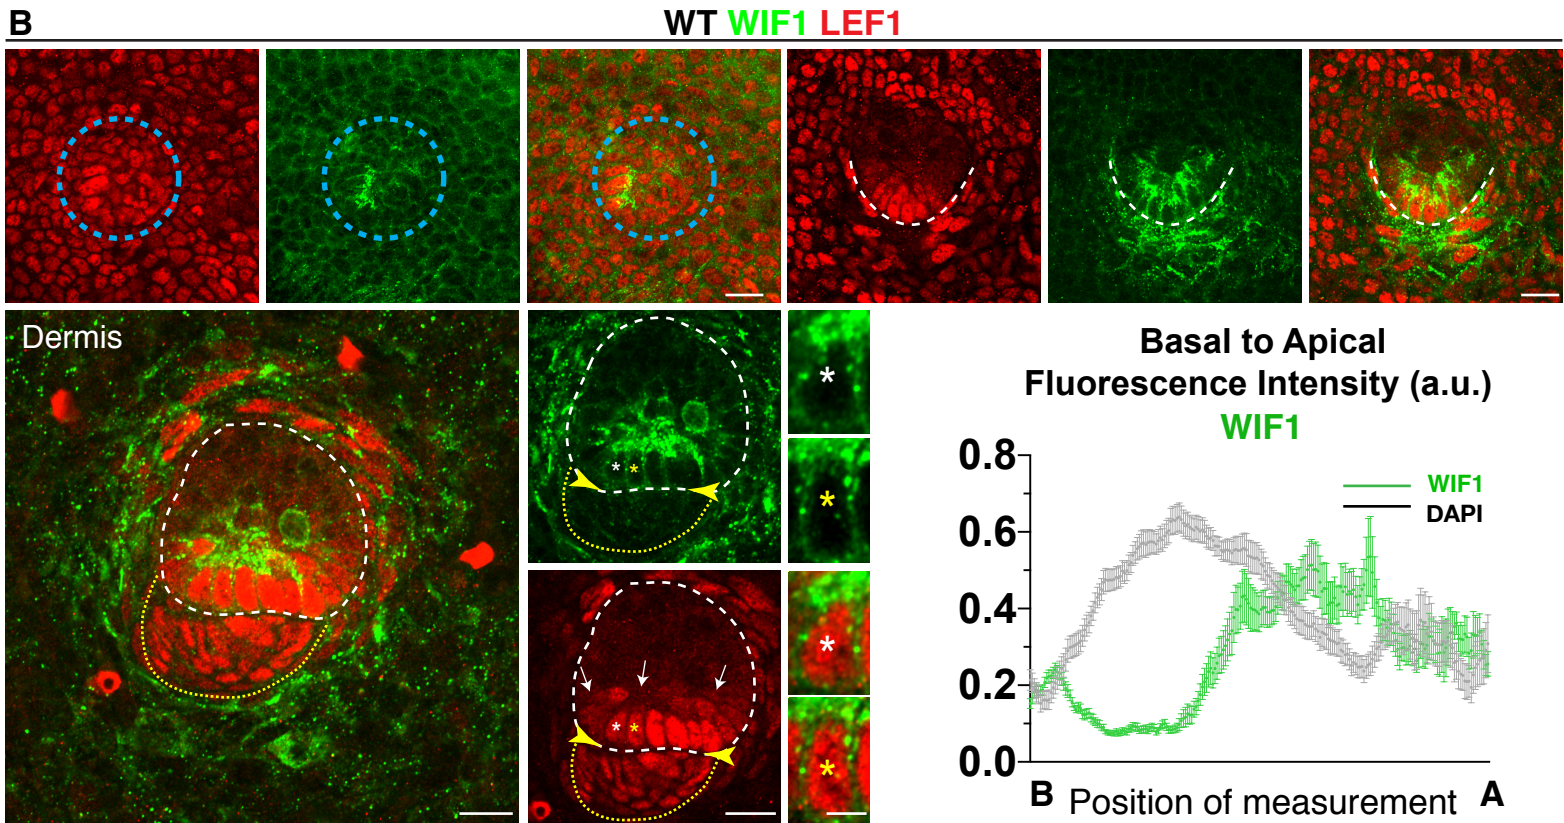 B
WT WIF1 LEF1
Dermis
* *
*
*
* *
*
*
Basal to Apical
Fluorescence Intensity (a.u.)
WIF1
0.8
0.6
0.4
0.2
0.0
WIF1
DAPI
B Position of measurement A